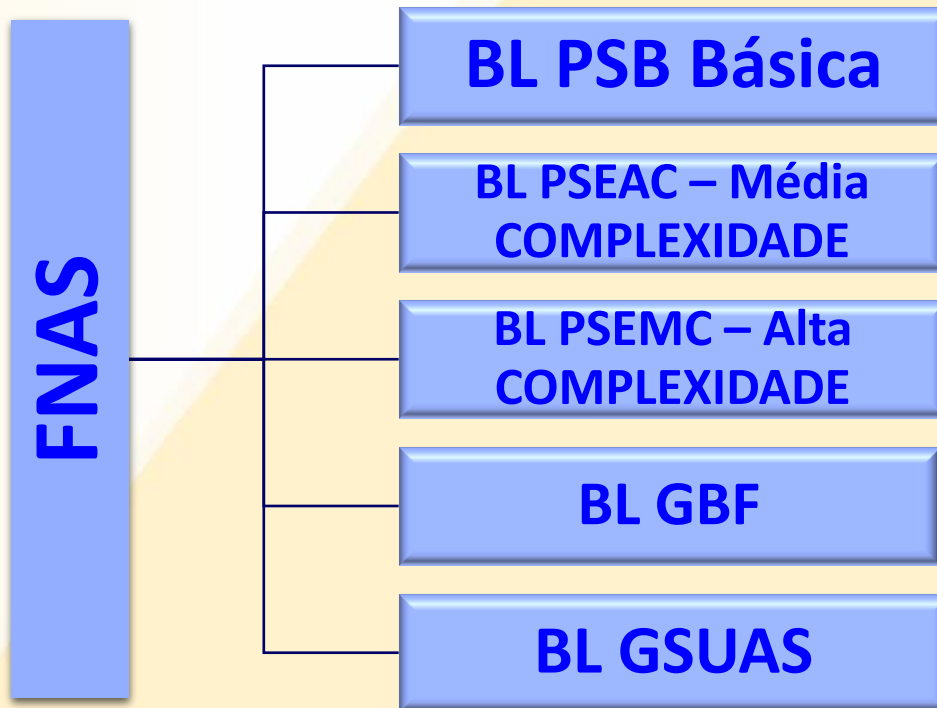 FNAS
BL PSB Básica
BL PSEAC – Média
COMPLEXIDADE
BL PSEMC – Alta
COMPLEXIDADE
BL GBF
BL GSUAS